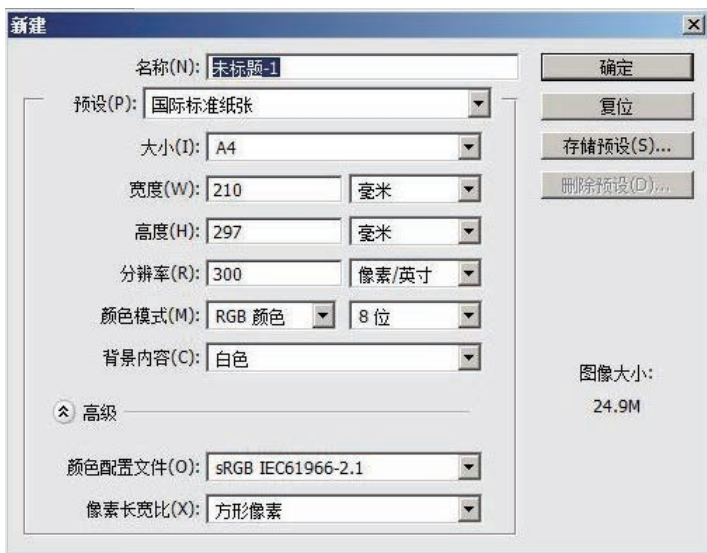 新建
名称(N): 未标题-1
确定
预设(P): 国际标准纸张
复位
大小(I): A4
存储预设(S)...
宽度(W): 210 毫米
删除预设(D)...
高度(H): 297 毫米
分辨率(R): 300 像素/英寸
颜色模式(M): RGB 颜色 8 位
背景内容(C): 白色
图像大小:
24.9M
高级
颜色配置文件(O): sRGB IEC61966-2.1
像素长宽比(X): 方形像素